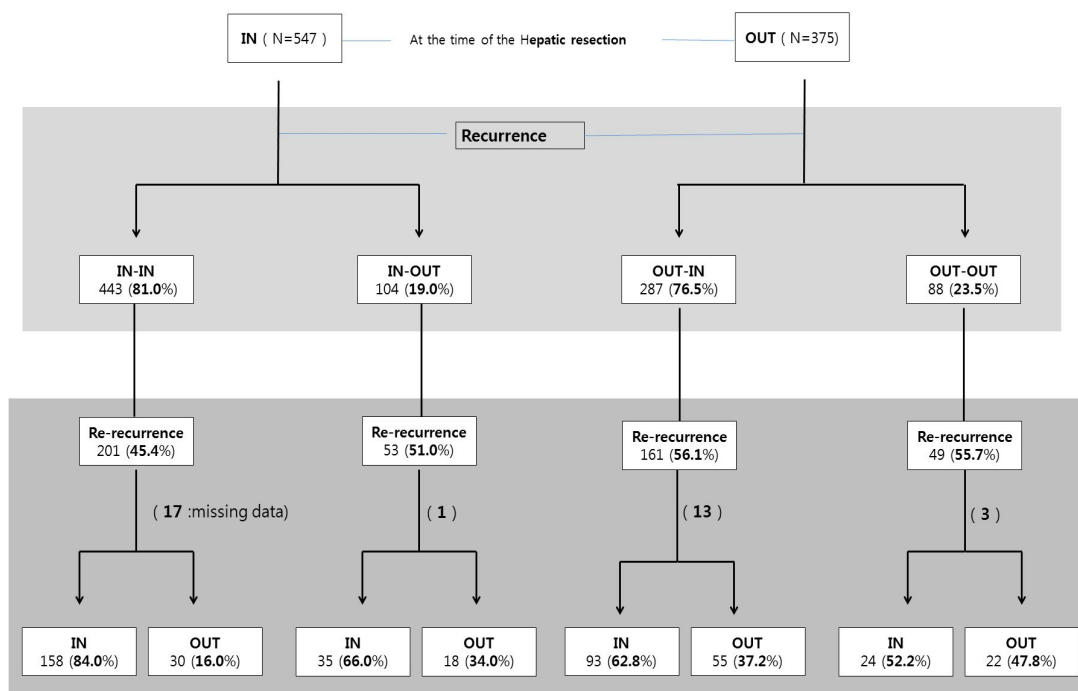 IN ( N=547 )
At the time of the Hepatic resection
OUT ( N=375)
Recurrence
IN-IN
443 (81.0%)
IN-OUT
104 (19.0%)
OUT-IN
287 (76.5%)
OUT-OUT
88 (23.5%)
Re-recurrence
201 (45.4%)
Re-recurrence
53 (51.0%)
Re-recurrence
161 (56.1%)
Re-recurrence
49 (55.7%)
( 17 :missing data)
( 1 )
( 13 )
( 3 )
IN
158 (84.0%)
OUT
30 (16.0%)
IN
35 (66.0%)
OUT
18 (34.0%)
IN
93 (62.8%)
OUT
55 (37.2%)
IN
24 (52.2%)
OUT
22 (47.8%)